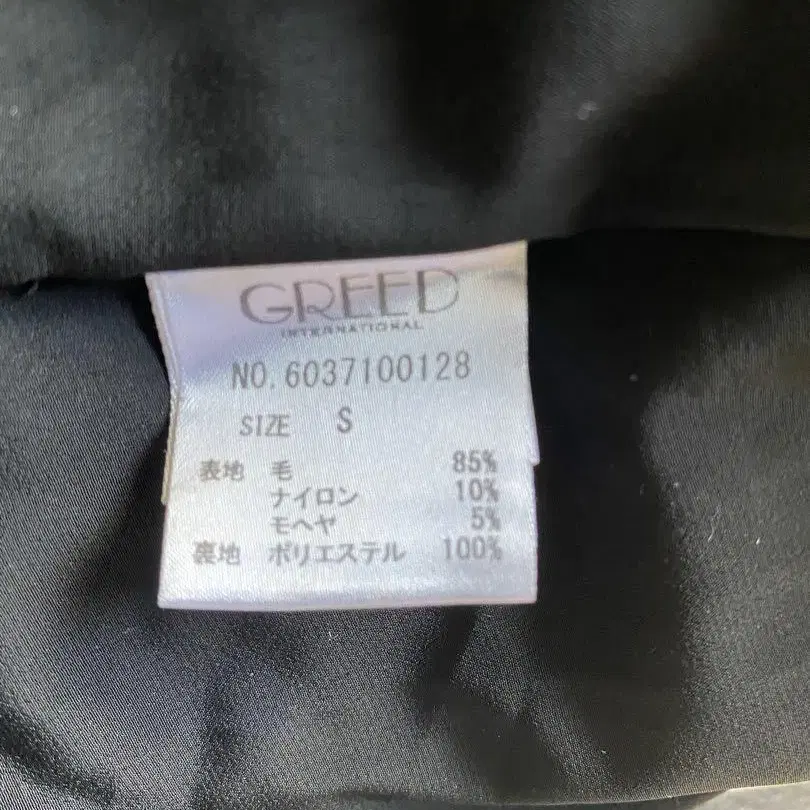 GREED
INTERNATIONAL
NO. 6037100128
SIZE S
表地 毛 85%
ナイロン 10%
モヘヤ 5%
裏地 ポリエステル 100%